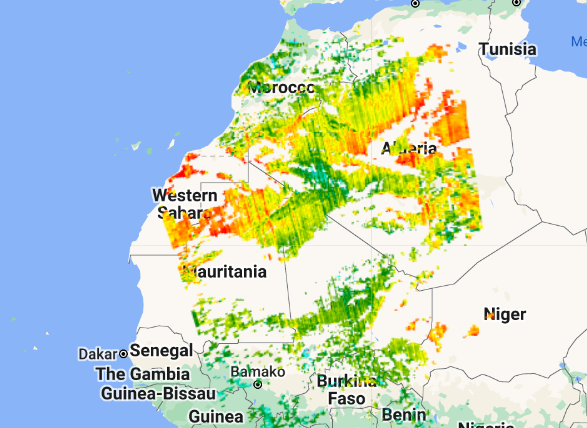 Me
Tunisia
Morocco
Algeria
Western
Sahara
Mauritania
Niger
Dakar
Senegal
The Gambia
Bamako
Guinea-Bissau
Burkina
Faso
Guinea
Benin
Nigeria